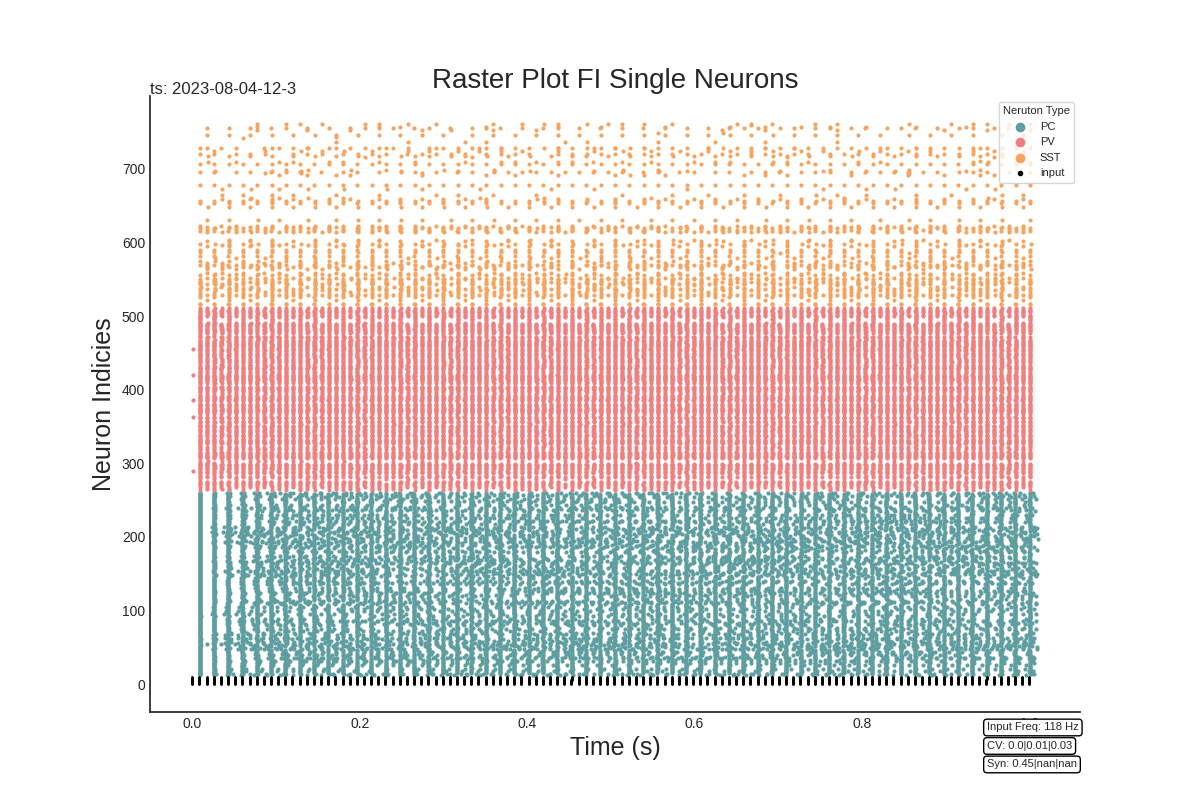 Raster Plot FI Single Neurons
ts: 2023-08-04-12-3
Neruton Type
PC
PV
SST
input
Neuron Indicies
700
600
500
400
300
200
100
0
0.0 0.2 0.4 0.6 0.8
Time (s)
Input Freq: 118 Hz
CV: 0.0|0.01|0.03
Syn: 0.45|nan|nan